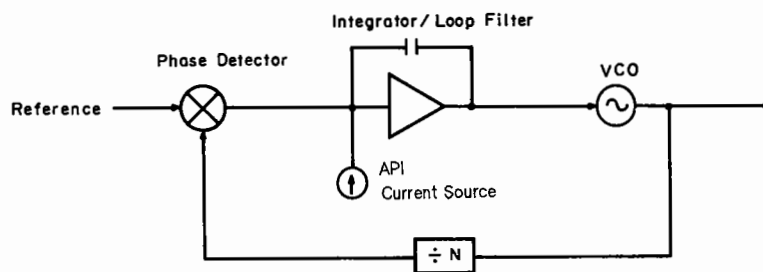 Integrator/Loop Filter
Phase Detector
VCO
Reference
API
Current Source
÷ N